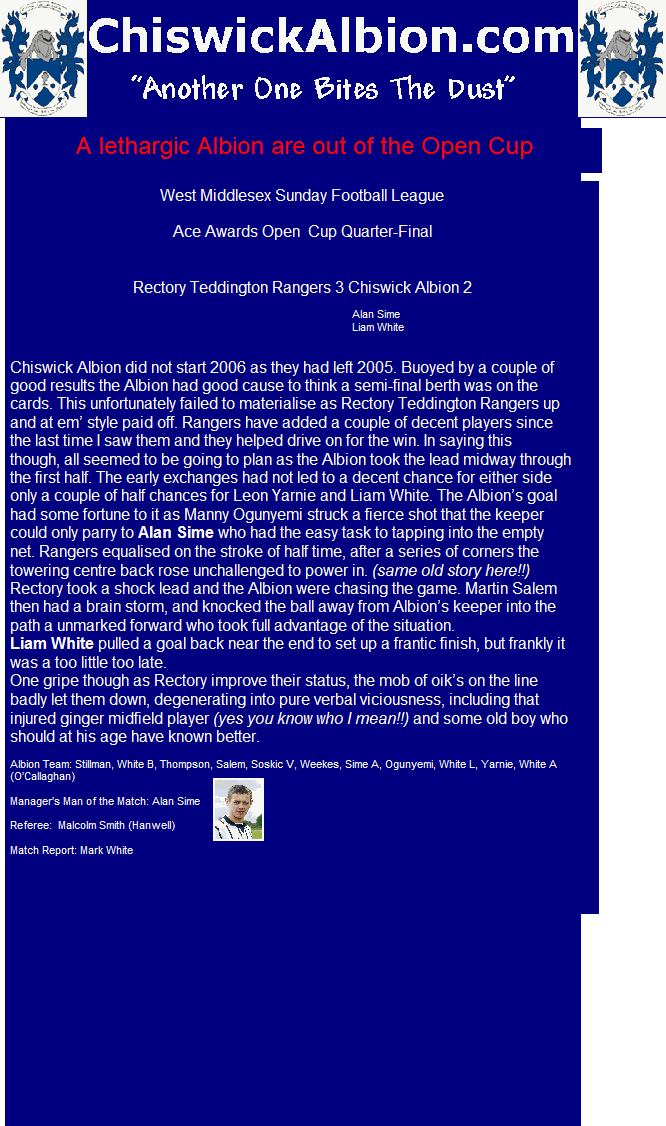 ChiswickAlbion.com
“Another One Bites The Dust”
A lethargic Albion are out of the Open Cup
West Middlesex Sunday Football League
Ace Awards Open  Cup Quarter-Final
Rectory Teddington Rangers 3 Chiswick Albion 2
Alan Sime
Liam White
Chiswick Albion did not start 2006 as they had left 2005. Buoyed by a couple of
good results the Albion had good cause to think a semi-final berth was on the
cards. This unfortunately failed to materialise as Rectory Teddington Rangers up
and at em’ style paid off. Rangers have added a couple of decent players since
the last time I saw them and they helped drive on for the win. In saying this
though, all seemed to be going to plan as the Albion took the lead midway through
the first half. The early exchanges had not led to a decent chance for either side
only a couple of half chances for Leon Yarnie and Liam White. The Albion’s goal
had some fortune to it as Manny Ogunyemi struck a fierce shot that the keeper
could only parry to Alan Sime who had the easy task to tapping into the empty
net. Rangers equalised on the stroke of half time, after a series of corners the
towering centre back rose unchallenged to power in. (same old story here!!)
Rectory took a shock lead and the Albion were chasing the game. Martin Salem
then had a brain storm, and knocked the ball away from Albion’s keeper into the
path a unmarked forward who took full advantage of the situation.
Liam White pulled a goal back near the end to set up a frantic finish, but frankly it
was a too little too late.
One gripe though as Rectory improve their status, the mob of oik’s on the line
badly let them down, degenerating into pure verbal viciousness, including that
injured ginger midfield player (yes you know who I mean!!) and some old boy who
should at his age have known better.
Albion Team: Stillman, White B, Thompson, Salem, Soskic V, Weekes, Sime A, Ogunyemi, White L, Yarnie, White A
(O’Callaghan)
Manager’s Man of the Match: Alan Sime
Referee:  Malcolm Smith (Hanwell)
Match Report: Mark White